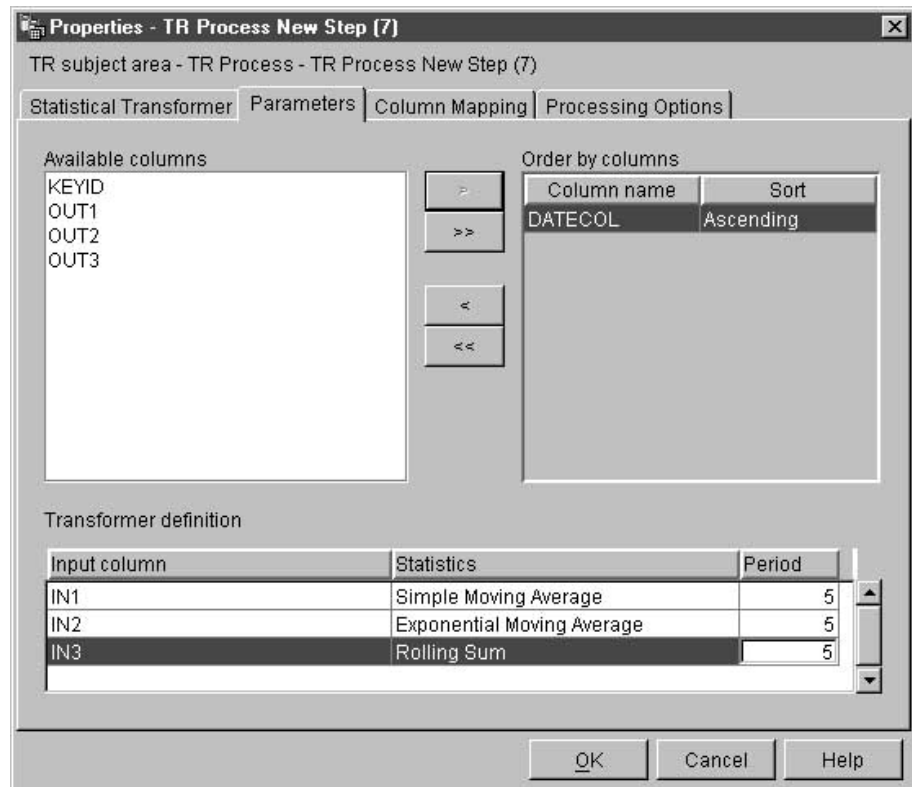 Properties - TR Process New Step (7)
TR subject area - TR Process - TR Process New Step (7)
Statistical Transformer Parameters Column Mapping Processing Options
Available columns
KEYID
OUT1
OUT2
OUT3
>
>>
<
<<
Order by columns
Column name Sort
DATECOL Ascending
Transformer definition
Input column Statistics Period
IN1 Simple Moving Average 5
IN2 Exponential Moving Average 5
IN3 Rolling Sum 5
OK Cancel Help